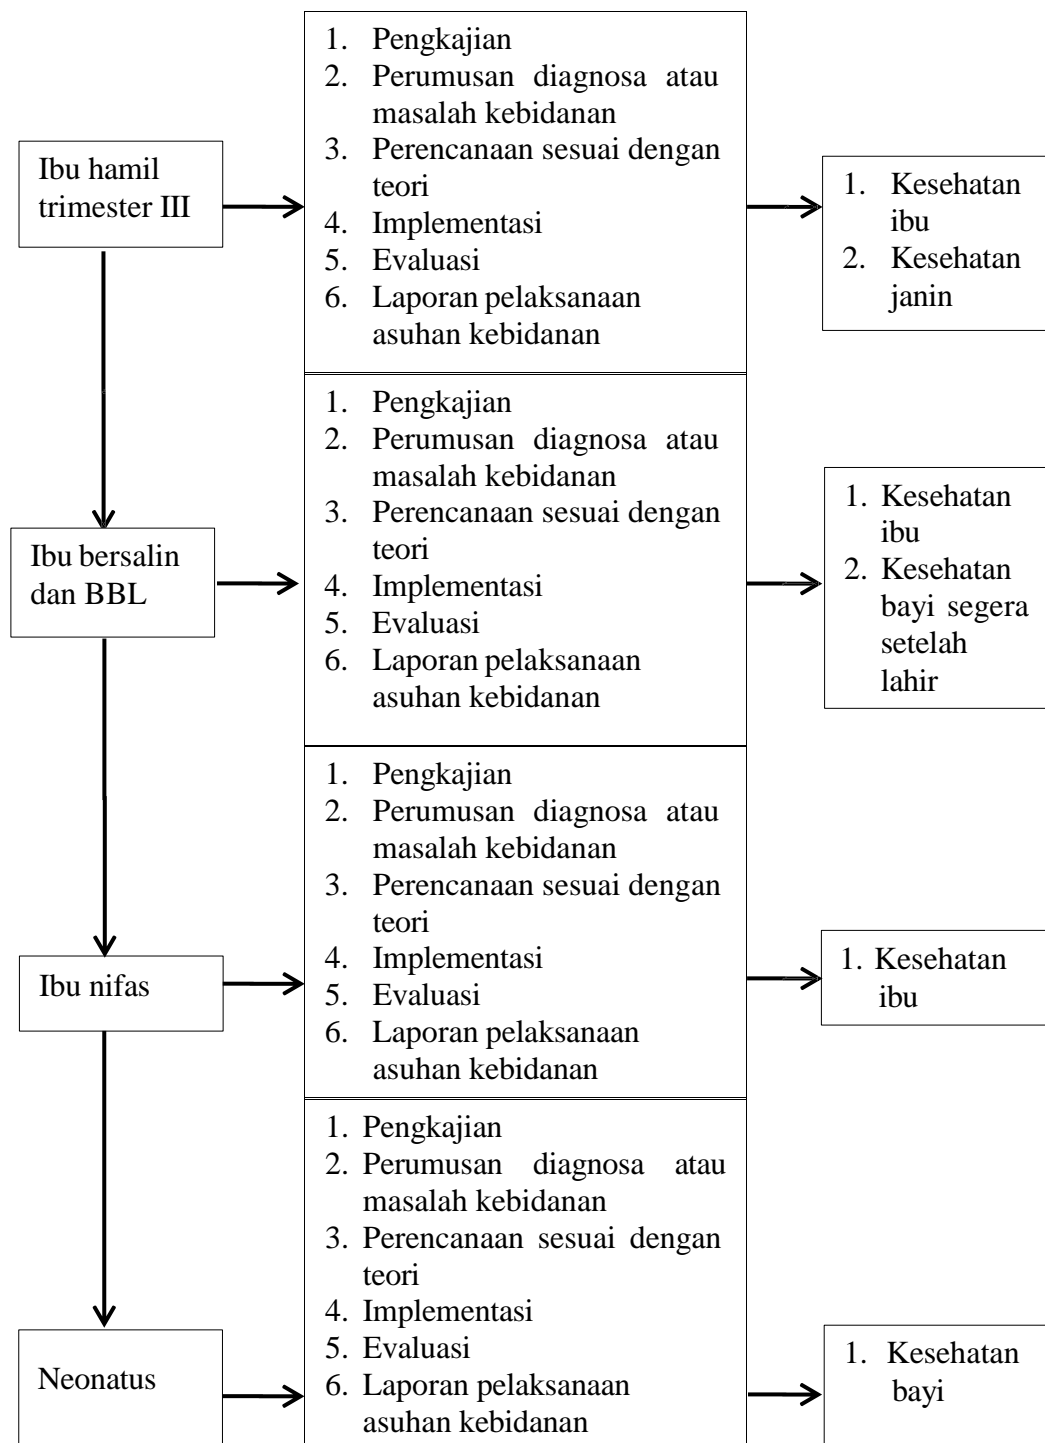 Ibu hamil
trimester III
1. Pengkajian
2. Perumusan diagnosa atau
masalah kebidanan
3. Perencanaan sesuai dengan
teori
4. Implementasi
5. Evaluasi
6. Laporan pelaksanaan
asuhan kebidanan
1. Kesehatan
ibu
2. Kesehatan
janin
Ibu bersalin
dan BBL
1. Pengkajian
2. Perumusan diagnosa atau
masalah kebidanan
3. Perencanaan sesuai dengan
teori
4. Implementasi
5. Evaluasi
6. Laporan pelaksanaan
asuhan kebidanan
1. Kesehatan
ibu
2. Kesehatan
bayi segera
setelah
lahir
Ibu nifas
1. Pengkajian
2. Perumusan diagnosa atau
masalah kebidanan
3. Perencanaan sesuai dengan
teori
4. Implementasi
5. Evaluasi
6. Laporan pelaksanaan
asuhan kebidanan
1. Kesehatan
ibu
Neonatus
1. Pengkajian
2. Perumusan diagnosa atau
masalah kebidanan
3. Perencanaan sesuai dengan
teori
4. Implementasi
5. Evaluasi
6. Laporan pelaksanaan
asuhan kebidanan
1. Kesehatan
bayi